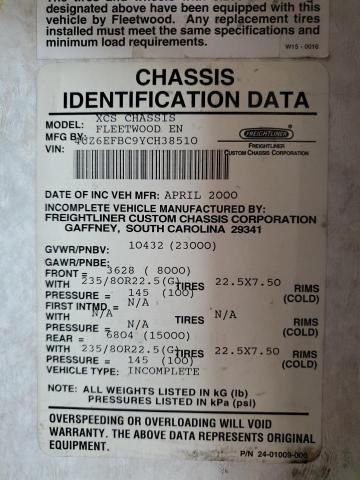 designated above have been equipped with this
vehicle by Fleetwood. Any replacement tires
installed must meet the same specifications and
minimum load requirements.
W15 - 0016
CHASSIS
IDENTIFICATION DATA
MODEL: XCS CHASSIS
MFG BY: FLEETWOOD EN
VIN: 4UZ6EFBC9YCH38510
FREIGHTLINER
FREIGHTLINER
CUSTOM CHASSIS CORPORATION
DATE OF INC VEH MFR: APRIL 2000
INCOMPLETE VEHICLE MANUFACTURED BY:
FREIGHTLINER CUSTOM CHASSIS CORPORATION
GAFFNEY, SOUTH CAROLINA 29341
GVWR/PNBV: 10432 (23000)
GAWR/PNBE:
FRONT = 3628 ( 8000)
WITH 235/80R22.5(G) TIRES 22.5X7.50 RIMS
PRESSURE = 145 (100) (COLD)
FIRST INTMD = N/A
WITH N/A TIRES N/A RIMS
PRESSURE = N/A (COLD)
REAR = 6804 (15000)
WITH 235/80R22.5(G) TIRES 22.5X7.50 RIMS
PRESSURE = 145 (100) (COLD)
VEHICLE TYPE: INCOMPLETE
NOTE: ALL WEIGHTS LISTED IN kG (lb)
PRESSURES LISTED IN kPa (psi)
OVERSPEEDING OR OVERLOADING WILL VOID
WARRANTY. THE ABOVE DATA REPRESENTS ORIGINAL
EQUIPMENT.
P/N 24-01009-000